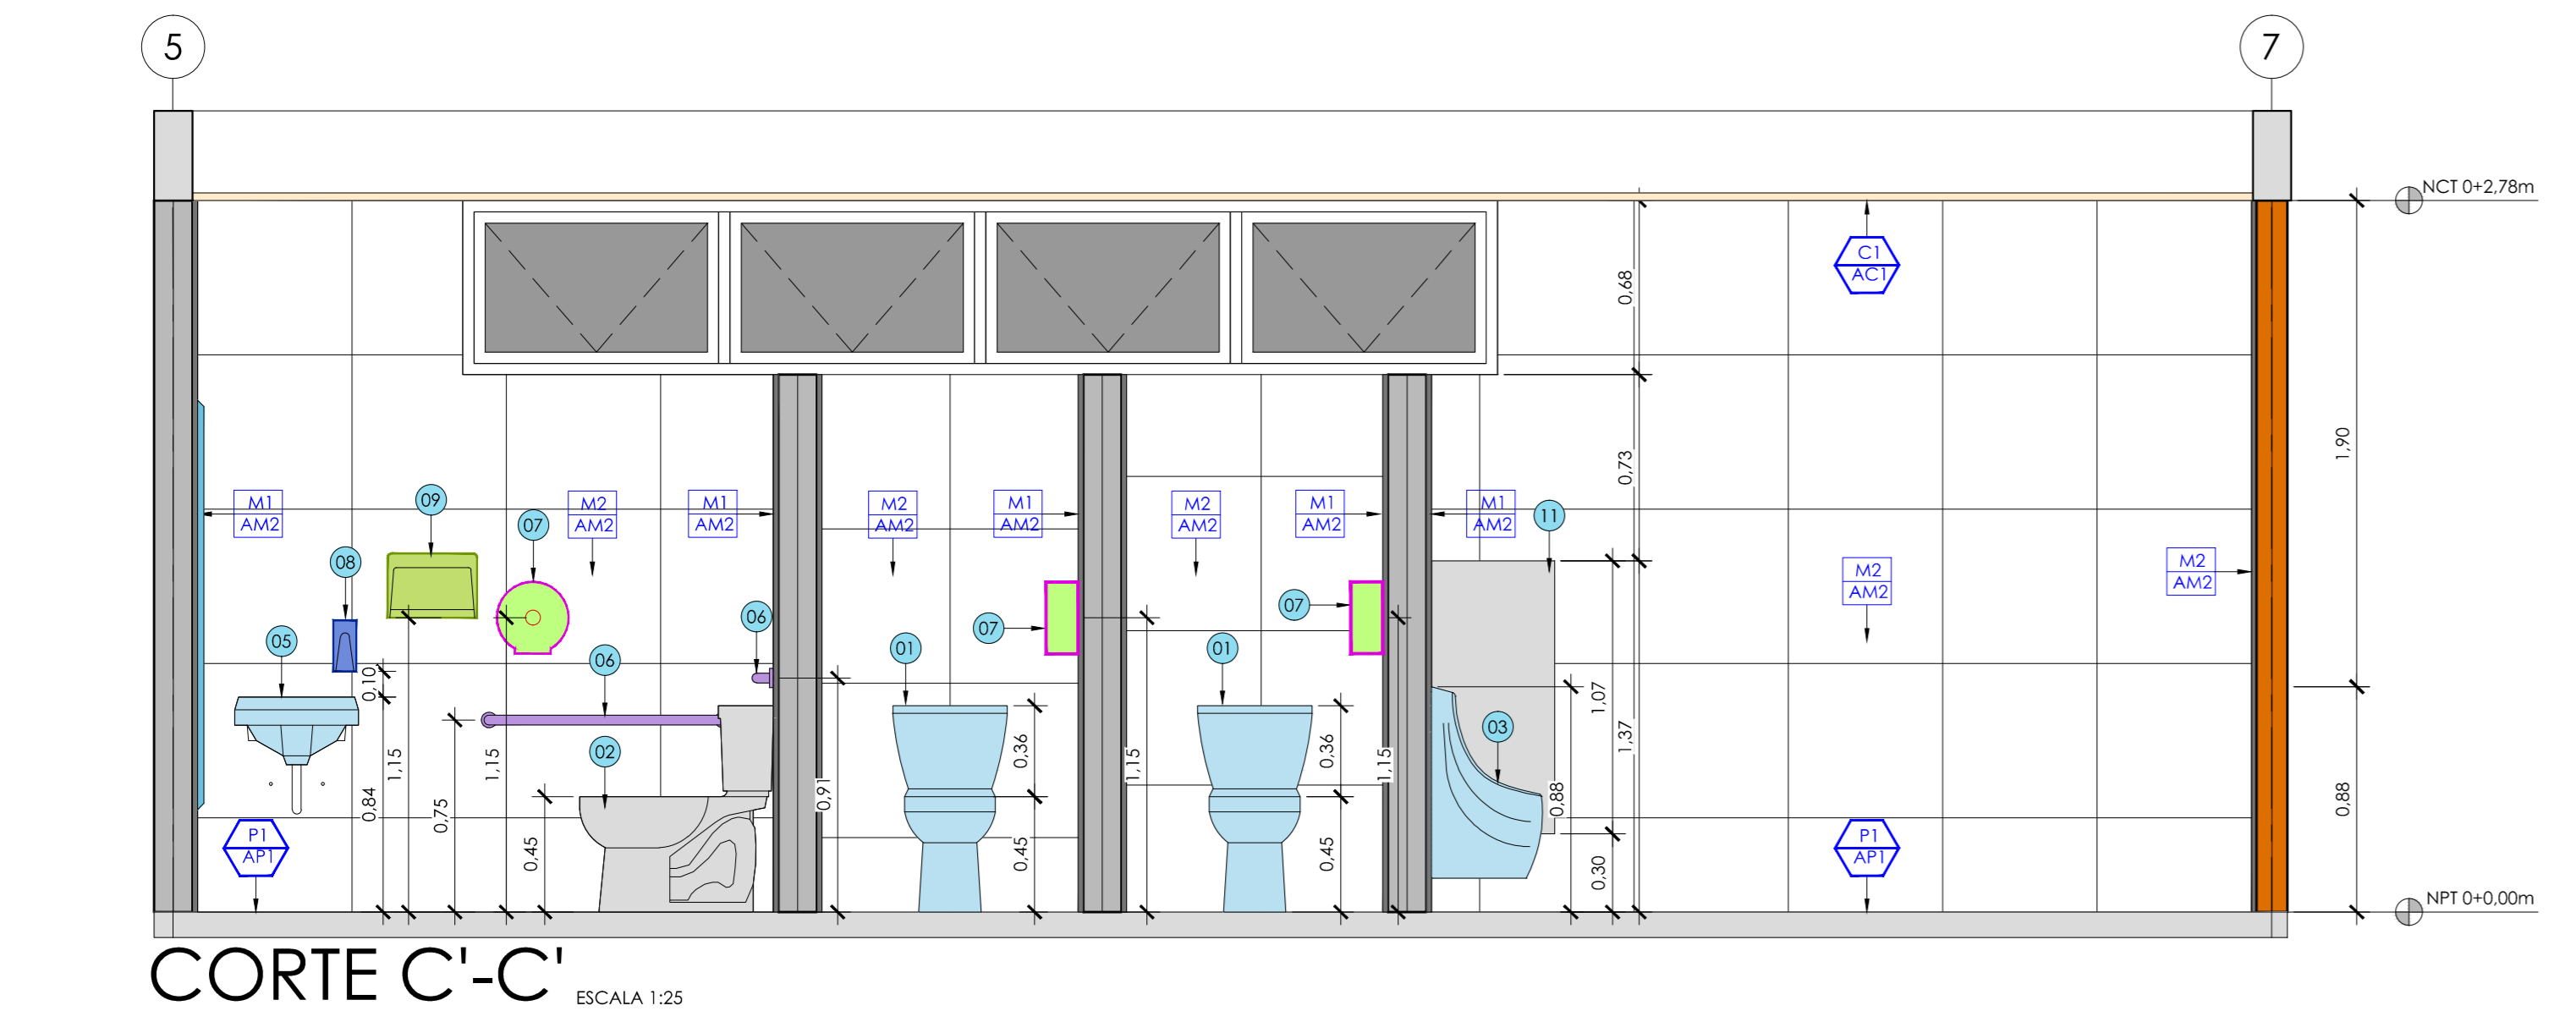 5
7
NCT 0+2,78m
C1
AC1
0,68
1,90
0,73
M1
AM2
09
07
M2
AM2
M1
AM2
M2
AM2
M1
AM2
M2
AM2
M1
AM2
M1
AM2
11
08
M2
AM2
M2
AM2
05
06
06
07
01
07
01
0,10
02
03
1,15
0,84
0,75
1,15
0,45
0,91
0,36
0,45
1,15
0,36
0,45
1,15
0,88
1,07
0,30
1,37
0,88
P1
AP1
P1
AP1
NPT 0+0,00m
CORTE C'-C'
ESCALA 1:25